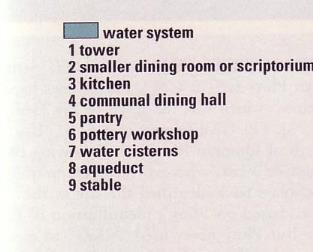 water system
1 tower
2 smaller dining room or scriptorium
3 kitchen
4 communal dining hall
5 pantry
6 pottery workshop
7 water cisterns
8 aqueduct
9 stable